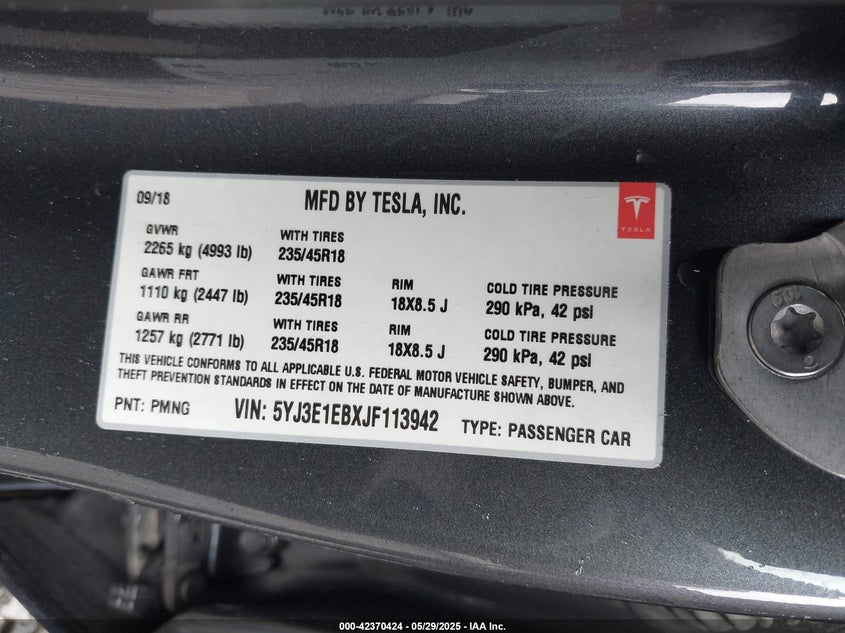 09/18
MFD BY TESLA, INC.
TESLA
GVWR
2265 kg (4993 lb)
WITH TIRES
235/45R18
GAWR FRT
1110 kg (2447 lb)
WITH TIRES
235/45R18
RIM
18X8.5 J
COLD TIRE PRESSURE
290 kPa, 42 psi
GAWR RR
1257 kg (2771 lb)
WITH TIRES
235/45R18
RIM
18X8.5 J
COLD TIRE PRESSURE
290 kPa, 42 psi
THIS VEHICLE CONFORMS TO ALL APPLICABLE U.S. FEDERAL MOTOR VEHICLE SAFETY, BUMPER, AND
THEFT PREVENTION STANDARDS IN EFFECT ON THE DATE OF MANUFACTURE SHOWN ABOVE.
PNT: PMNG
VIN: 5YJ3E1EBXJF113942
TYPE: PASSENGER CAR
000-42370424 - 05/29/2025 - IAA Inc.